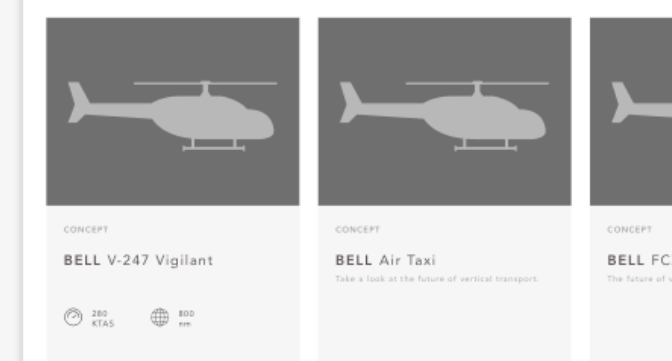 CONCEPT
BELL V-247 Vigilant
280
KTAS
800
nm
CONCEPT
BELL Air Taxi
Take a look at the future of vertical transport.
CONCEPT
BELL FC
The future of v